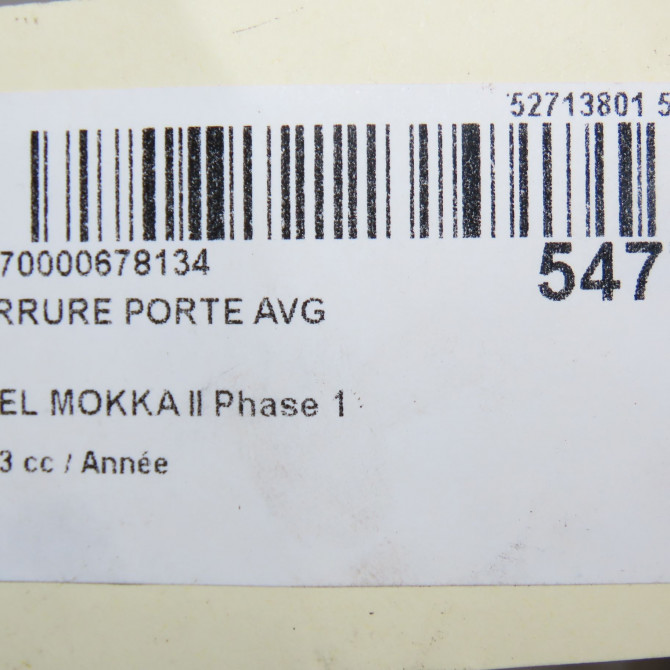 52713801 5
70000678134
547
RRURE PORTE AVG
EL MOKKA II Phase 1
3 cc / Année